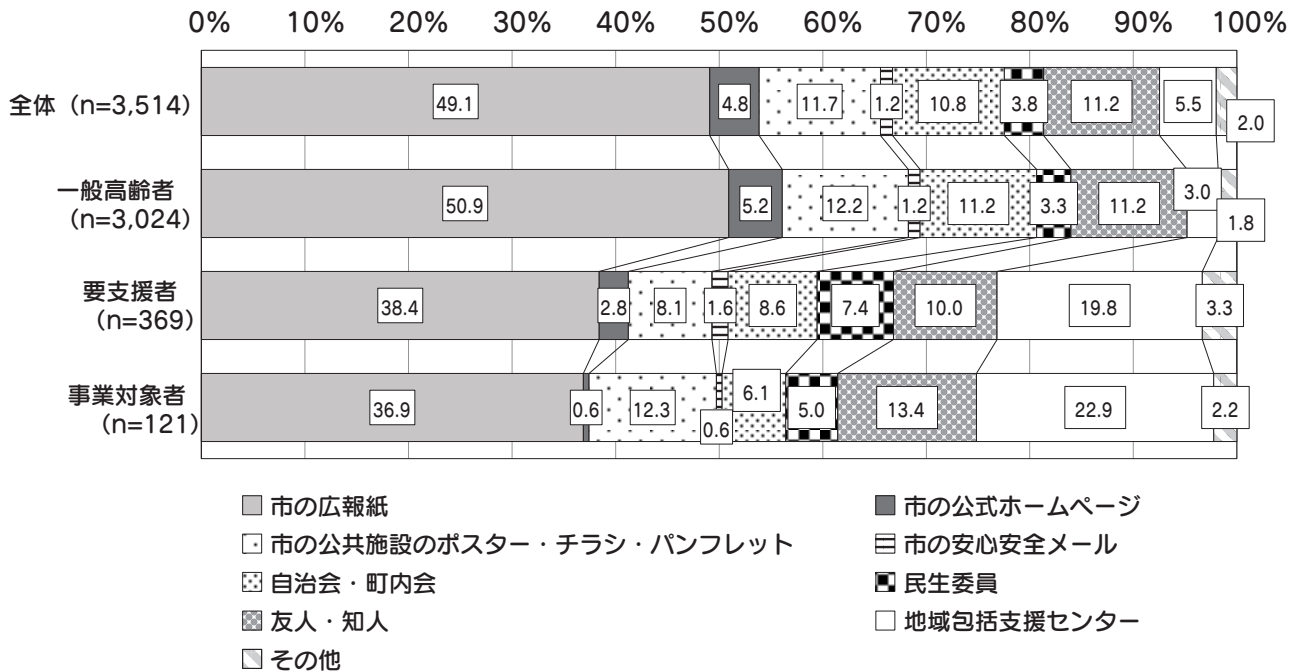 0% 10% 20% 30% 40% 50% 60% 70% 80% 90% 100%
全体（n=3,514）
49.1 4.8 11.7 1.2 10.8 3.8 11.2 5.5 2.0
一般高齢者
（n=3,024）
50.9 5.2 12.2 1.2 11.2 3.3 11.2 3.0 1.8
要支援者
（n=369）
38.4 2.8 8.1 1.6 8.6 7.4 10.0 19.8 3.3
事業対象者
（n=121）
36.9 0.6 12.3 0.6 6.1 5.0 13.4 22.9 2.2
市の広報紙
市の公式ホームページ
市の公共施設のポスター・チラシ・パンフレット
市の安心安全メール
自治会・町内会
民生委員
友人・知人
地域包括支援センター
その他